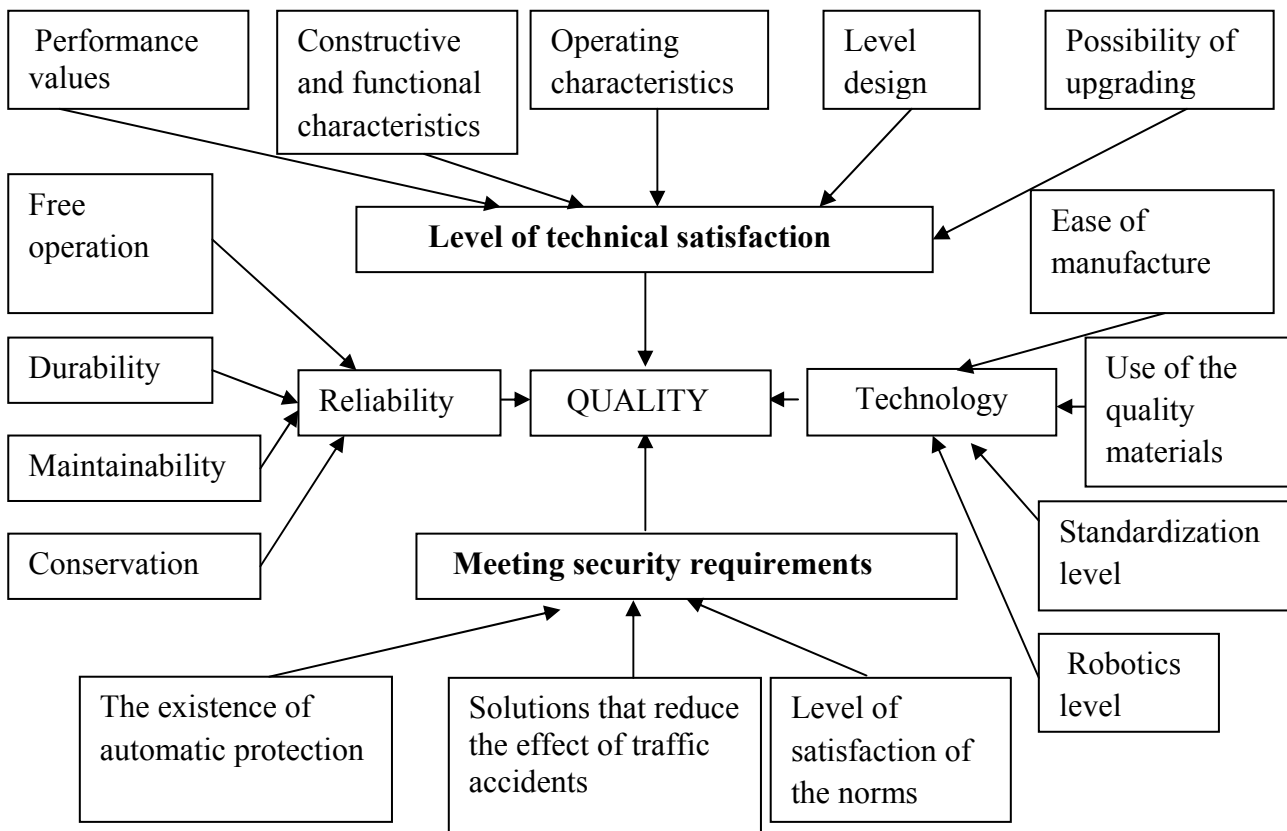 Performance
values
Constructive
and functional
characteristics
Operating
characteristics
Level
design
Possibility of
upgrading
Free
operation
Level of technical satisfaction
Ease of
manufacture
Durability
Reliability
QUALITY
Technology
Use of the
quality
materials
Maintainability
Conservation
Meeting security requirements
Standardization
level
Robotics
level
The existence of
automatic protection
Solutions that reduce
the effect of traffic
accidents
Level of
satisfaction of
the norms